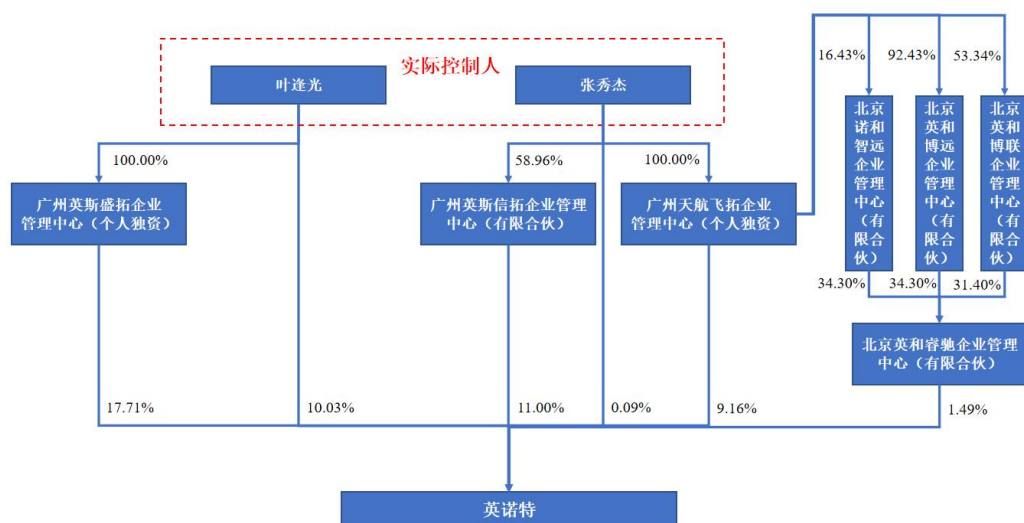 实际控制人
叶逢光
张秀杰
16.43%
92.43%
53.34%
北京
诺和
智远
企业
管理
中心
（有
限合
伙）
北京
英和
博远
企业
管理
中心
（有
限合
伙）
北京
英和
博联
企业
管理
中心
（有
限合
伙）
100.00%
58.96%
100.00%
广州英斯盛拓企业
管理中心（个人独资）
广州英斯信拓企业管理
中心（有限合伙）
广州天航飞拓企业
管理中心（个人独资）
34.30%
34.30%
31.40%
北京英和睿驰企业管理
中心（有限合伙）
17.71%
10.03%
11.00%
0.09%
9.16%
1.49%
英诺特